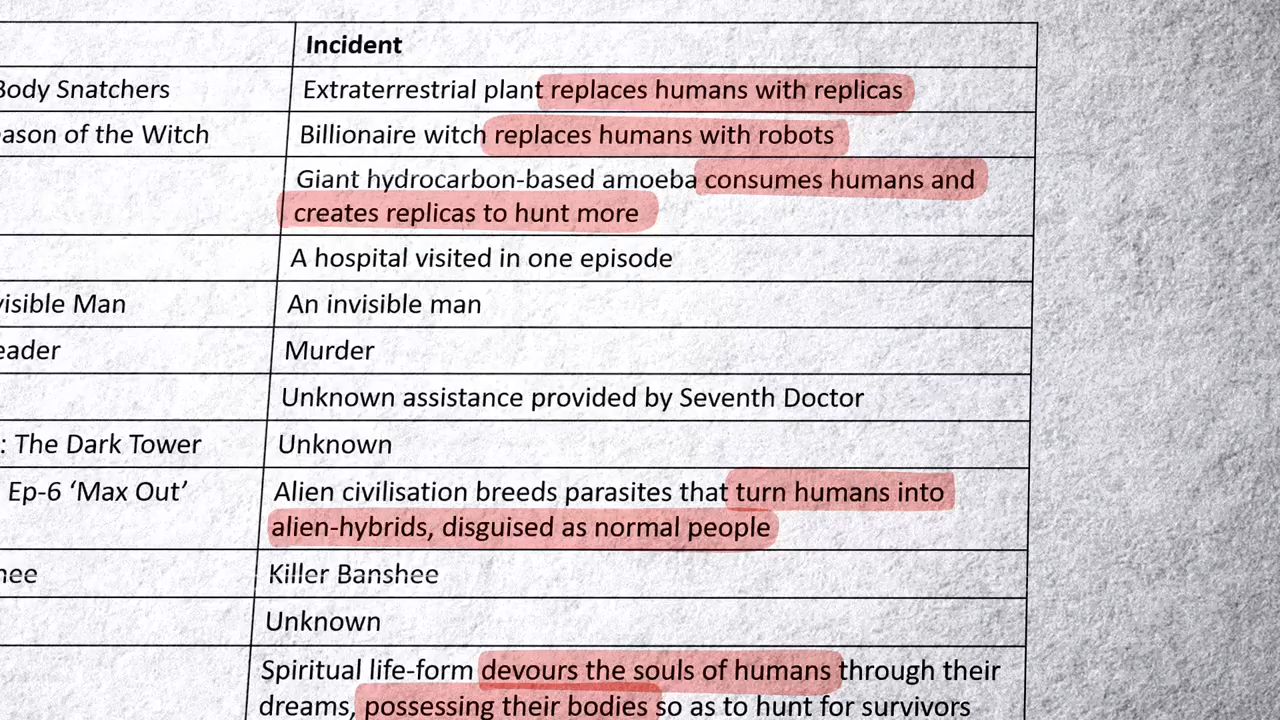 Incident
Body Snatchers Extraterrestrial plant replaces humans with replicas
of the Witch Billionaire witch replaces humans with robots
Giant hydrocarbon-based amoeba consumes humans and
creates replicas to hunt more
A hospital visited in one episode
Man An invisible man
Murder
Unknown assistance provided by Seventh Doctor
: The Dark Tower Unknown
Ep-6 ‘Max Out’ Alien civilisation breeds parasites that turn humans into
alien-hybrids, disguised as normal people
Killer Banshee
Unknown
Spiritual life-form devours the souls of humans through their
dreams, possessing their bodies so as to hunt for survivors